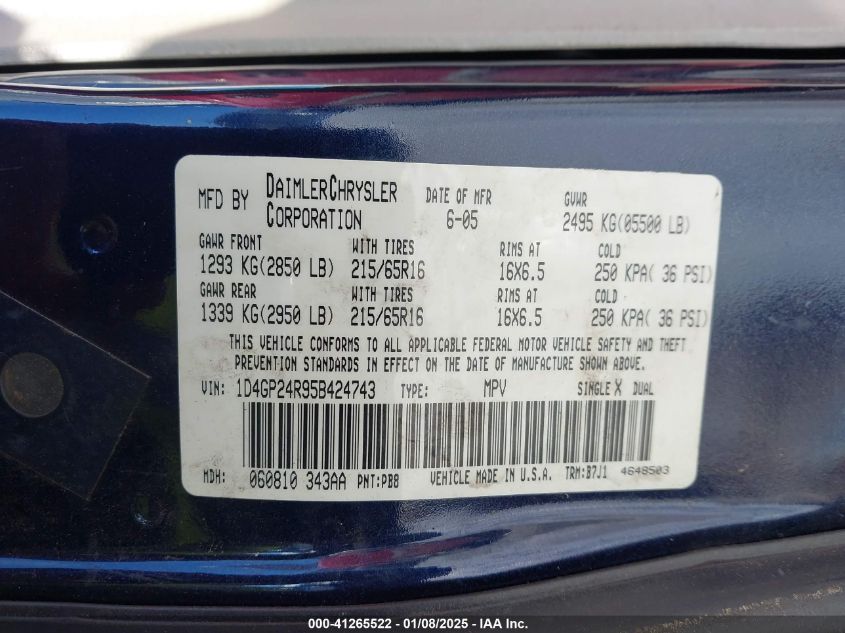 MFD BY DAIMLERCHRYSLER CORPORATION DATE OF MFR 6-05 GVWR 2495 KG(05500 LB)
GAWR FRONT WITH TIRES RIMS AT COLD
1293 KG(2850 LB) 215/65R16 16X6.5 250 KPA( 36 PSI)
GAWR REAR WITH TIRES RIMS AT COLD
1339 KG(2950 LB) 215/65R16 16X6.5 250 KPA( 36 PSI)
THIS VEHICLE CONFORMS TO ALL APPLICABLE FEDERAL MOTOR VEHICLE SAFETY AND THEFT
PREVENTION STANDARDS IN EFFECT ON THE DATE OF MANUFACTURE SHOWN ABOVE.
VIN: 1D4GP24R95B424743 TYPE: MPV SINGLE X DUAL
MDH: 060810 343AA PNT:PB8 VEHICLE MADE IN U.S.A. TRM:B7J1 4648503
000-41265522 - 01/08/2025 - IAAI Inc.